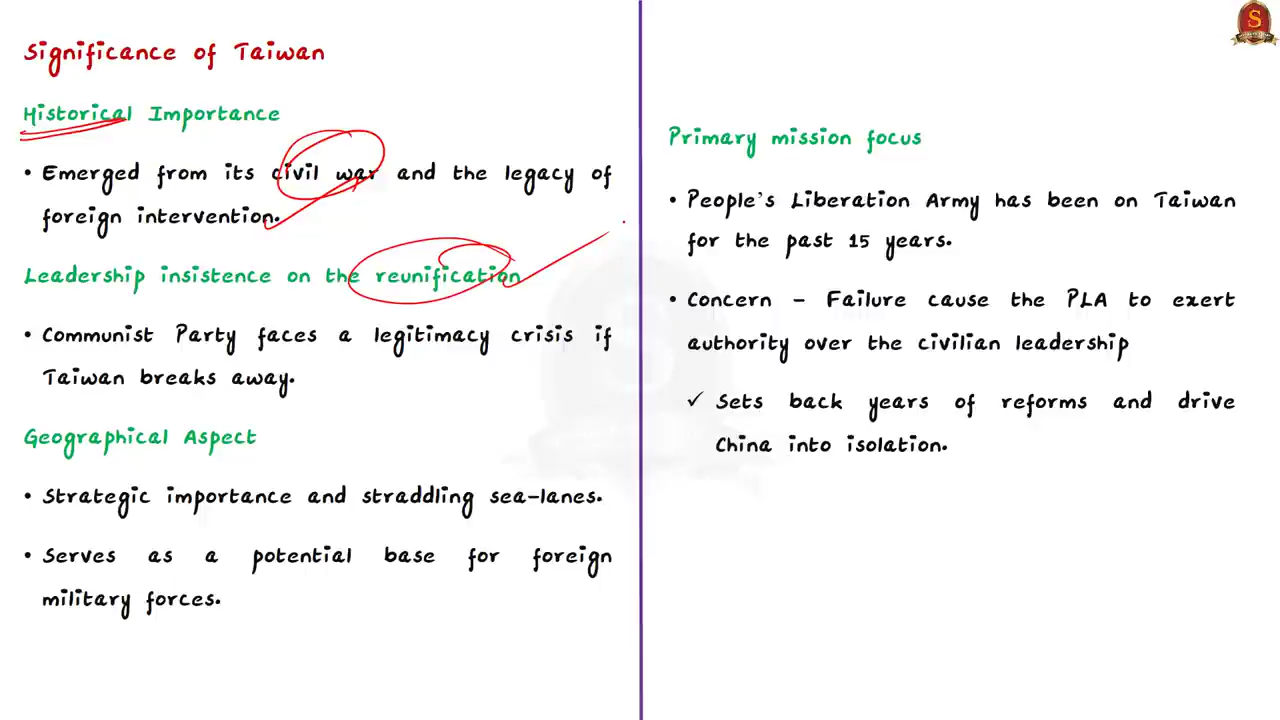 Significance of Taiwan
Historical Importance
• Emerged from its civil war and the legacy of
foreign intervention.
Leadership insistence on the reunification
• Communist Party faces a legitimacy crisis if
Taiwan breaks away.
Geographical Aspect
• Strategic importance and straddling sea-lanes.
• Serves as a potential base for foreign
military forces.
Primary mission focus
• People's Liberation Army has been on Taiwan
for the past 15 years.
• Concern – Failure cause the PLA to exert
authority over the civilian leadership
✓ Sets back years of reforms and drive
China into isolation.
S